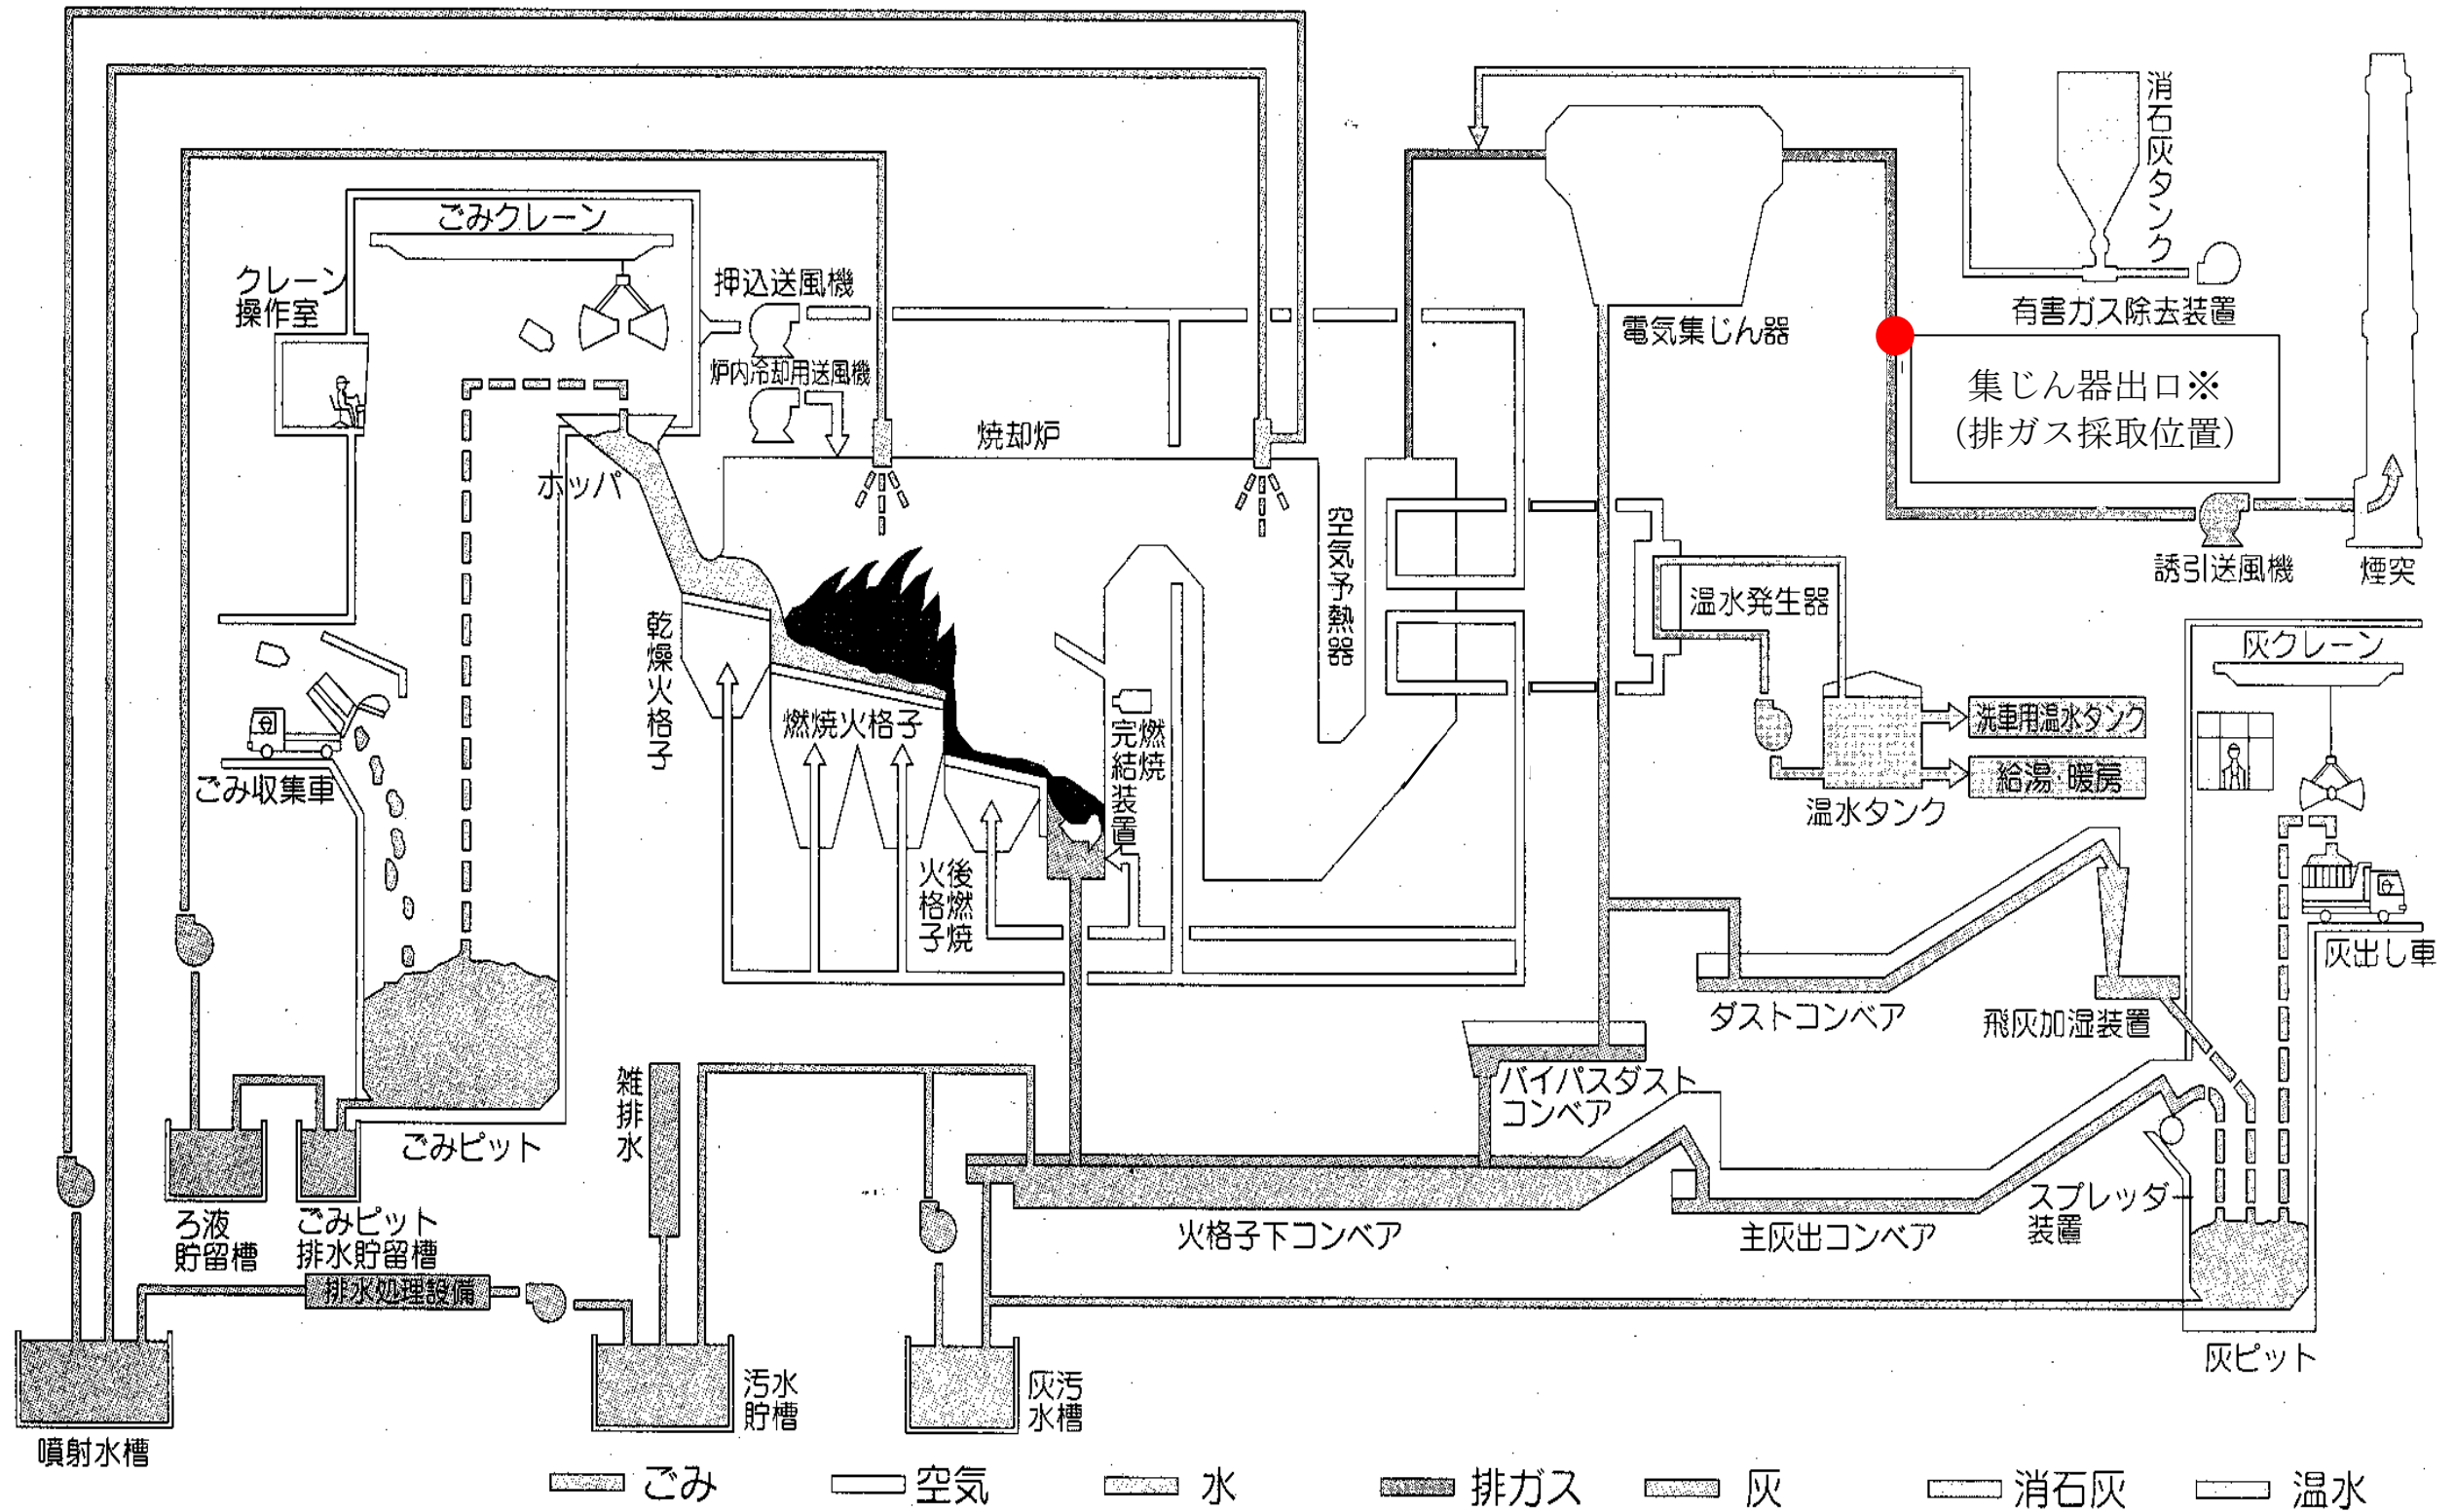 消石灰タンク
ごみクレーン
クレーン
操作室
押込送風機
有害ガス除去装置
電気集じん器
炉内冷却用送風機
集じん器出口※
(排ガス採取位置)
焼却炉
ホッパ
空気予熱器
誘引送風機
煙突
温水発生器
乾燥火格子
灰クレーン
燃焼火格子
燃焼
完結装置
洗車用温水タンク
給湯 暖房
ごみ収集車
温水タンク
後燃焼
火格子
灰出し車
ダストコンベア
飛灰加湿装置
バイパスダスト
コンベア
雑排水
ごみピット
スプレッダー
装置
ろ液
貯留槽
ごみピット
排水貯留槽
火格子下コンベア
主灰出コンベア
排水処理設備
灰ピット
汚水
貯槽
灰汚
水槽
噴射水槽
ごみ
空気
水
排ガス
灰
消石灰
温水